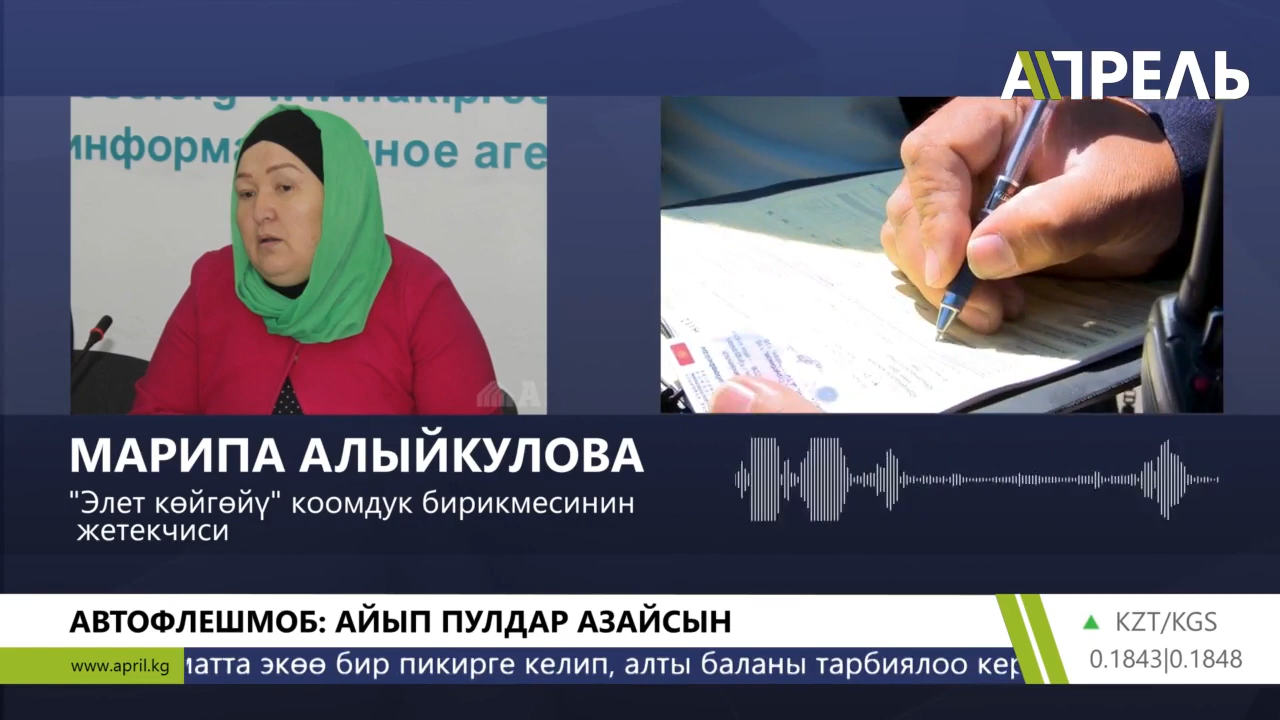 АПРЕЛЬ
информа
ное аге
МАРИПА АЛЫЙКУЛОВА
"Элет көйгөйү" коомдук бирикмесинин
жетекчиси
АВТОФЛЕШМОБ: АЙЫП ПУЛДАР АЗАЙСЫН
KZT/KGS
0.1843|0.1848
www.april.kg
матта экөө бир пикирге келип, алты баланы тарбиялоо кер